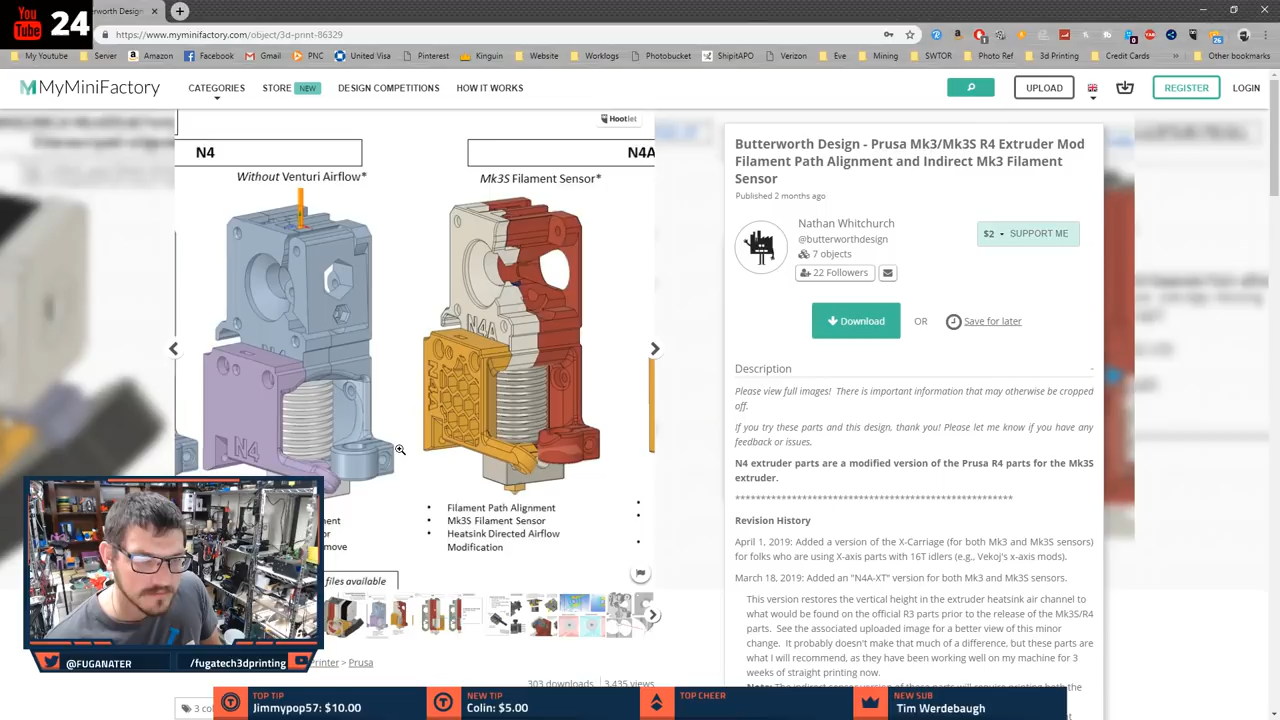 You Tube 24
https://www.myminifactory.com/object/3d-print-86329
My Youtube
Search
Amazon
Gmail
Photos
United Visa
Pinterest
Kinguin
Weather
Worklogs
ShipitAPO
Verizon
Mining
SWTOR
Photo Ref
3d Printing
Credit Cards
Other bookmarks
MyMiniFactory
CATEGORIES
STORE NEW
DESIGN COMPETITIONS
HOW IT WORKS
UPLOAD
REGISTER
LOGIN
N4
Without Venturi Airflow*
N4A
Mk3S Filament Sensor*
N4
N4A
N4A
• Filament Path Alignment
• Mk3S Filament Sensor
• Heatsink Directed Airflow
Modification
files available
Butterworth Design - Prusa Mk3/Mk3S R4 Extruder Mod
Filament Path Alignment and Indirect Mk3 Filament
Sensor
Published 2 months ago
Nathan Whitchurch
@butterworthdesign
7 objects
22 Followers
$2 SUPPORT ME
Download
OR
Save for later
Description -
Please view full images! There is important information that may otherwise be cropped
off.
If you try these parts and this design, thank you! Please let me know if you have any
feedback or issues.
N4 extruder parts are a modified version of the Prusa R4 parts for the Mk3S
extruder.
******************************************************
Revision History
April 1, 2019: Added a version of the X-Carriage (for both Mk3 and Mk3S sensors)
for folks who are using X-axis parts with 16T idlers (e.g., Vekoj's x-axis mods).
March 18, 2019: Added an "N4A-XT" version for both Mk3 and Mk3S sensors.
This version restores the vertical height in the extruder heatsink air channel to
what would be found on the official R3 parts prior to the release of the Mk3S/R4
parts. See the associated uploaded image for a better view of this minor
change. It probably doesn't make that much of a difference, but these parts are
what I will recommend, as they have been working well on my machine for 3
weeks of straight printing now.
Printer > Prusa
303 downloads 3,435 views
@FUGANATER
/fugatech3dprinting
TOP TIP
Jimmypop57: $10.00
NEW TIP
Colin: $5.00
TOP CHEER
NEW SUB
Tim Werdebaugh